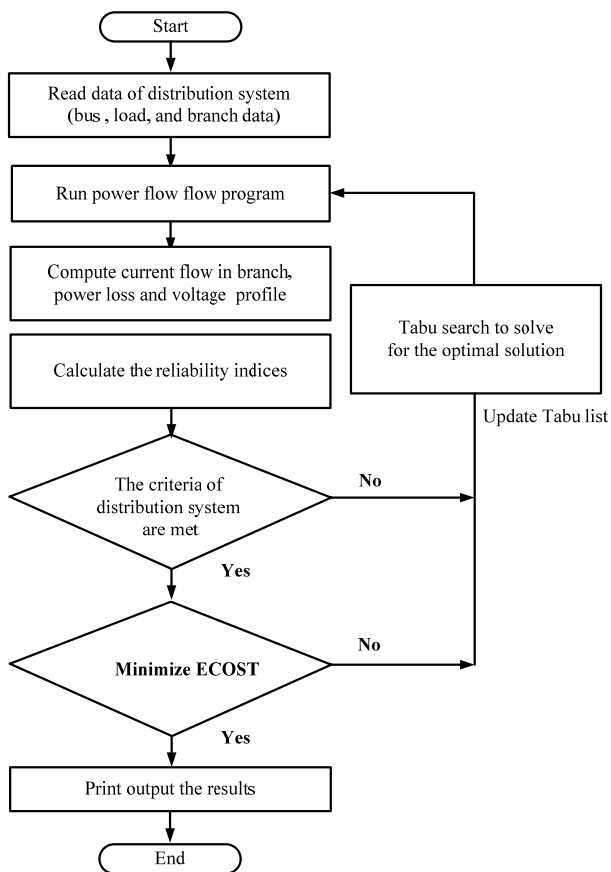 Start
Read data of distribution system
(bus , load, and branch data)
Run power flow flow program
Compute current flow in branch,
power loss and voltage profile
Tabu search to solve
for the optimal solution
Calculate the reliability indices
Update Tabu list
The criteria of
distribution system
are met
No
Yes
Minimize ECOST
No
Yes
Print output the results
End